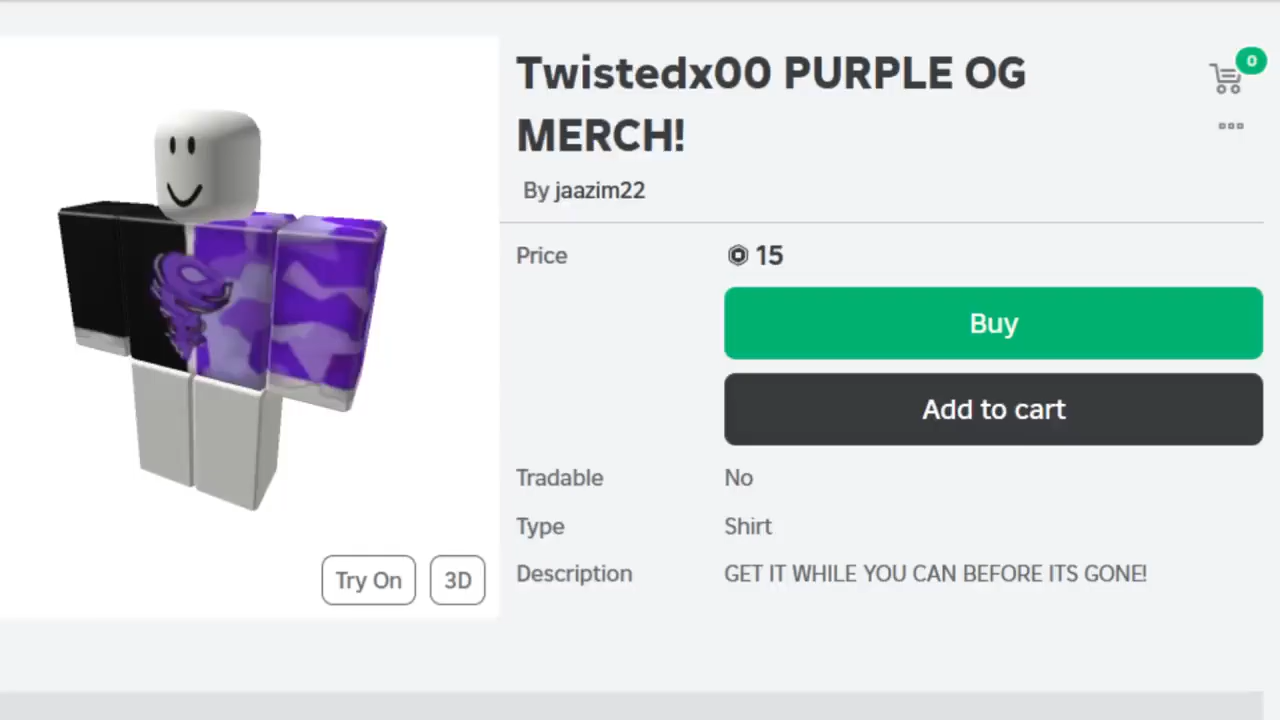 Twistedx00 PURPLE OG
MERCH!
0
By jaazim22
Price
15
Buy
Add to cart
Tradable
No
Type
Shirt
Description
GET IT WHILE YOU CAN BEFORE ITS GONE!
Try On
3D